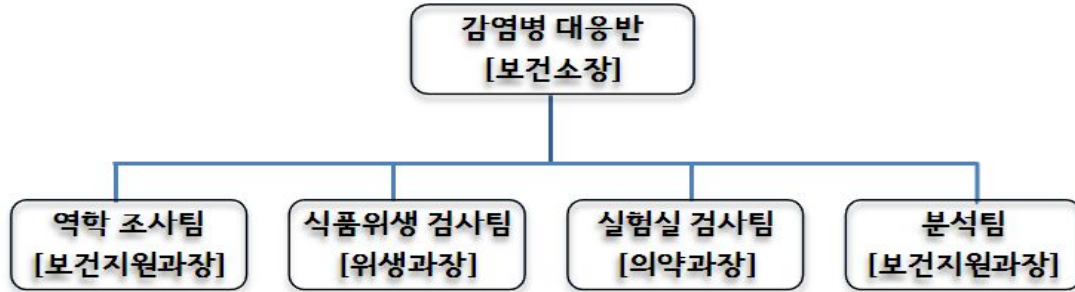 감염병 대응반
[보건소장]
역학 조사팀
[보건지원과장]
식품위생 검사팀
[위생과장]
실험실 검사팀
[의약과장]
분석팀
[보건지원과장]